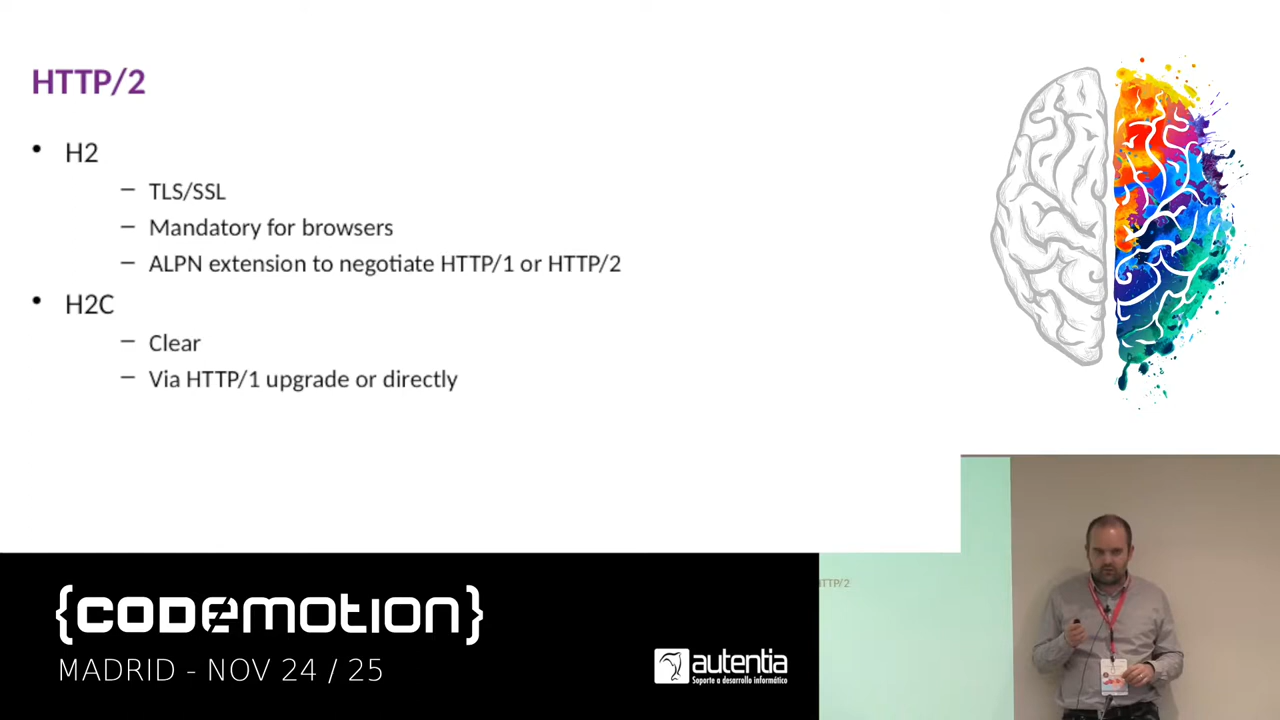 HTTP/2
• H2
– TLS/SSL
– Mandatory for browsers
– ALPN extension to negotiate HTTP/1 or HTTP/2
• H2C
– Clear
– Via HTTP/1 upgrade or directly
{CODEMOTION}
MADRID - NOV 24 / 25
autentia
Soporte a desarrollo informático
HTTP/2